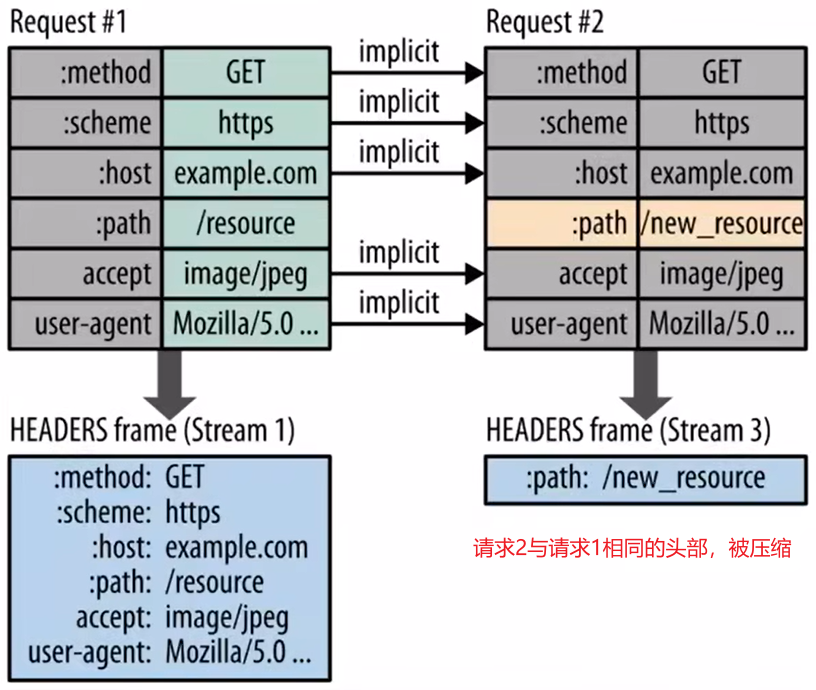 Request #1
:method GET
:scheme https
:host example.com
:path /resource
accept image/jpeg
user-agent Mozilla/5.0 ...
implicit
implicit
implicit
implicit
implicit
Request #2
:method GET
:scheme https
:host example.com
:path /new_resource
accept image/jpeg
user-agent Mozilla/5.0 ...
HEADERS frame (Stream 1)
:method: GET
:scheme: https
:host: example.com
:path: /resource
accept: image/jpeg
user-agent: Mozilla/5.0 ...
HEADERS frame (Stream 3)
:path: /new_resource
请求2与请求1相同的头部，被压缩